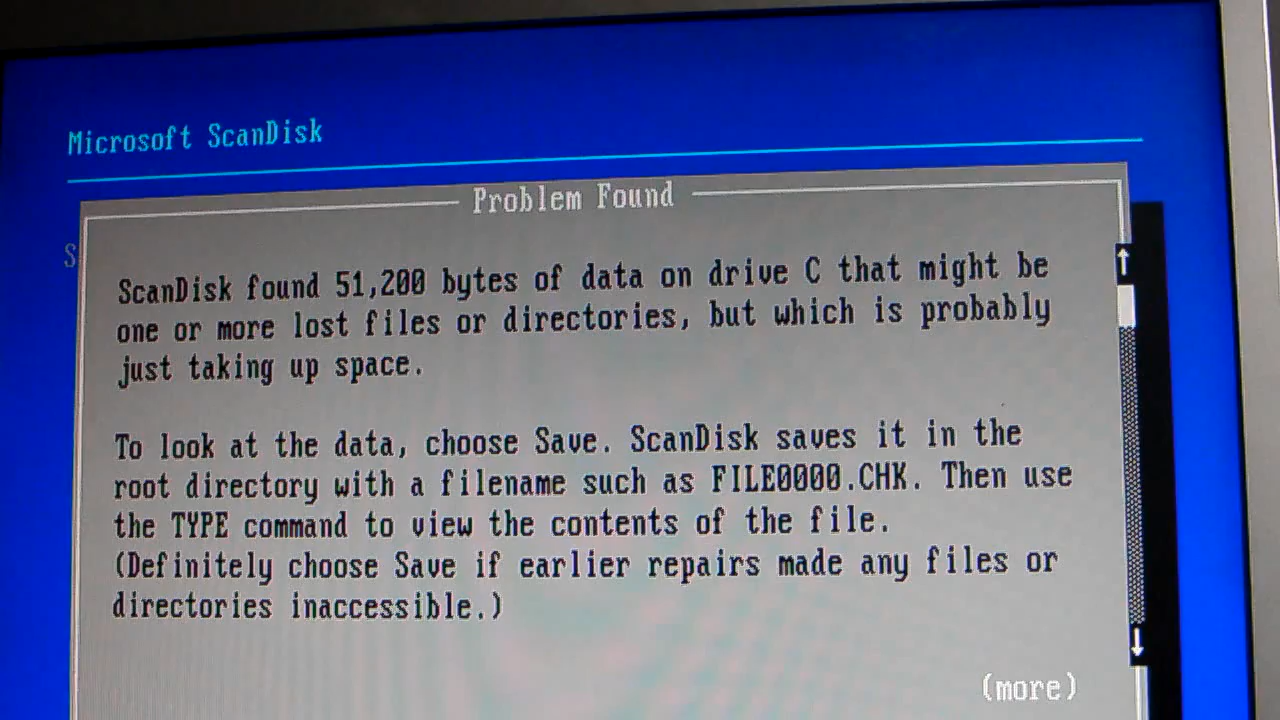 Microsoft ScanDisk
Problem Found
S
ScanDisk found 51,200 bytes of data on drive C that might be
one or more lost files or directories, but which is probably
just taking up space.
To look at the data, choose Save. ScanDisk saves it in the
root directory with a filename such as FILE0000.CHK. Then use
the TYPE command to view the contents of the file.
(Definitely choose Save if earlier repairs made any files or
directories inaccessible.)
(more)